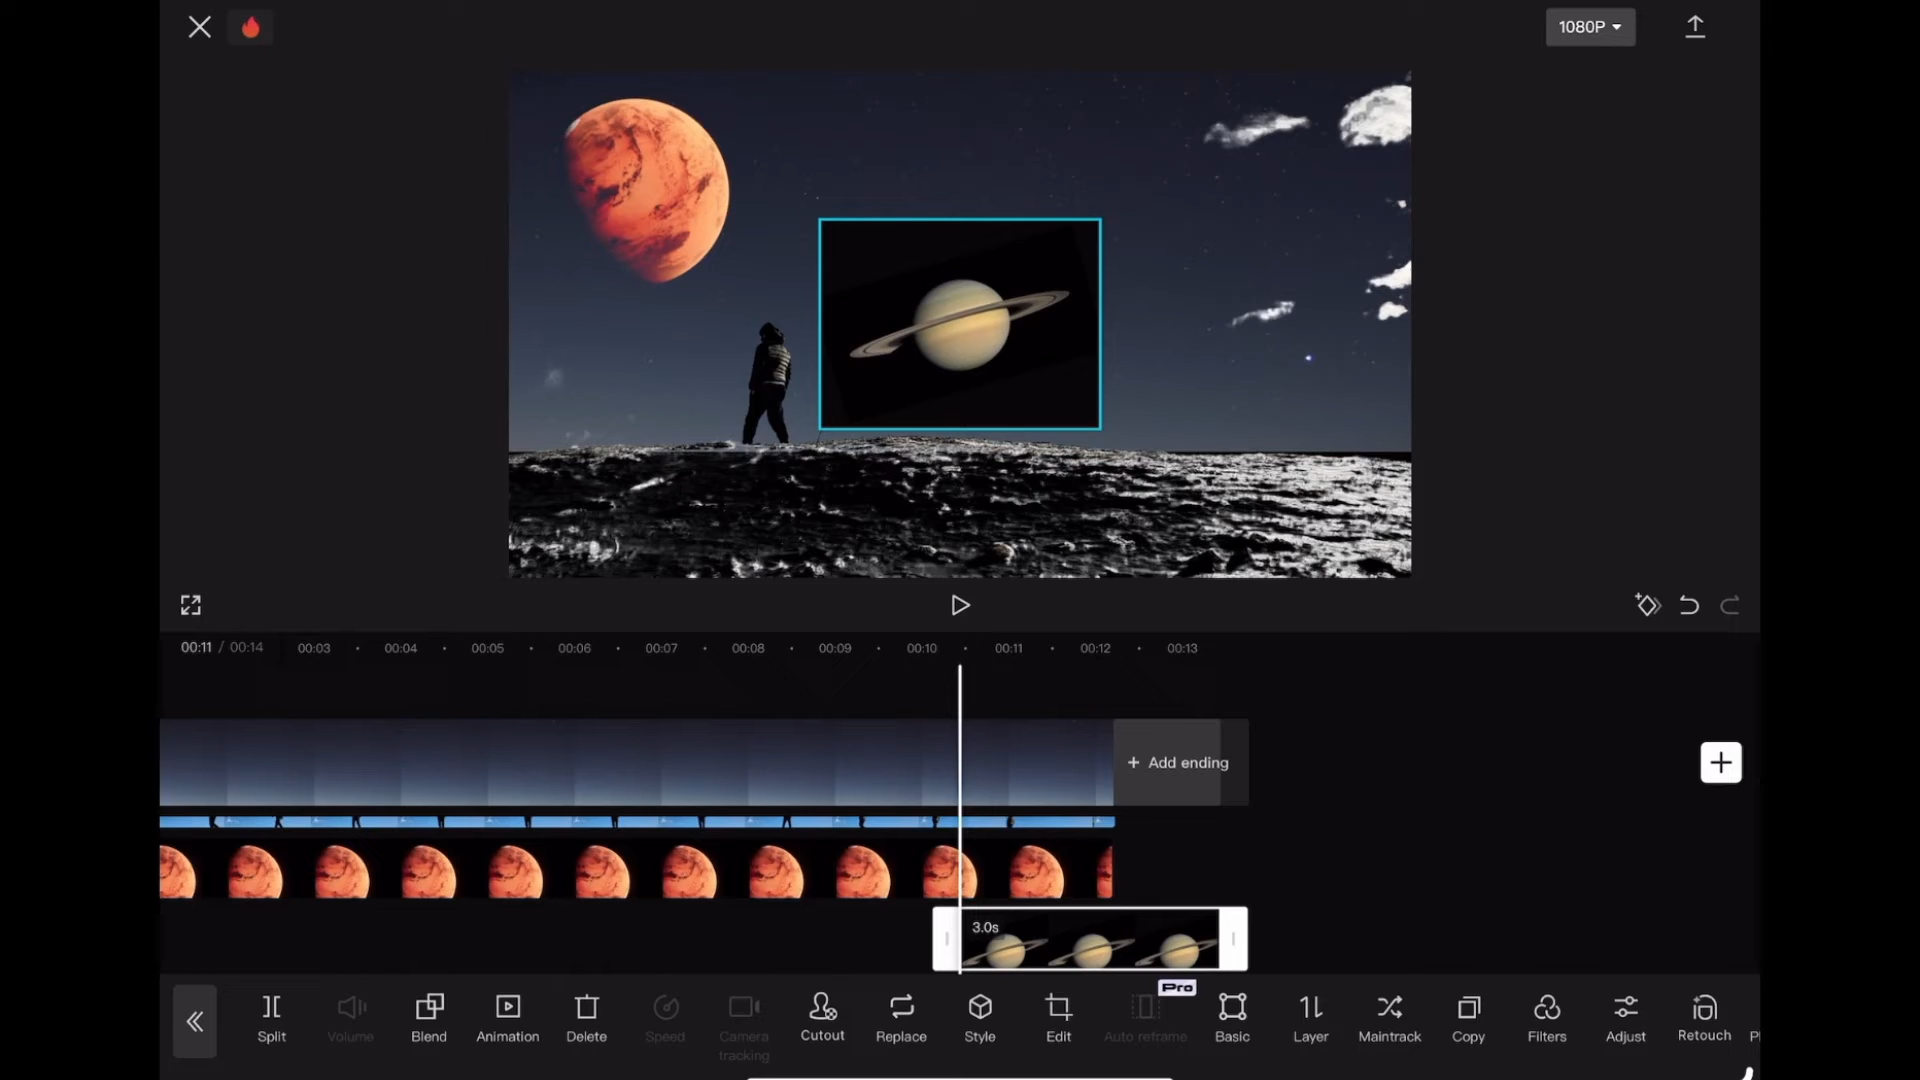 1080P
00:11 / 00:14 00:03 00:04 00:05 00:06 00:07 00:08 00:09 00:10 00:11 00:12 00:13
+ Add ending
3.0s
Pro
Split Volume Blend Animation Delete Speed Camera tracking Cutout Replace Style Edit Auto reframe Basic Layer Maintrack Copy Filters Adjust Retouch